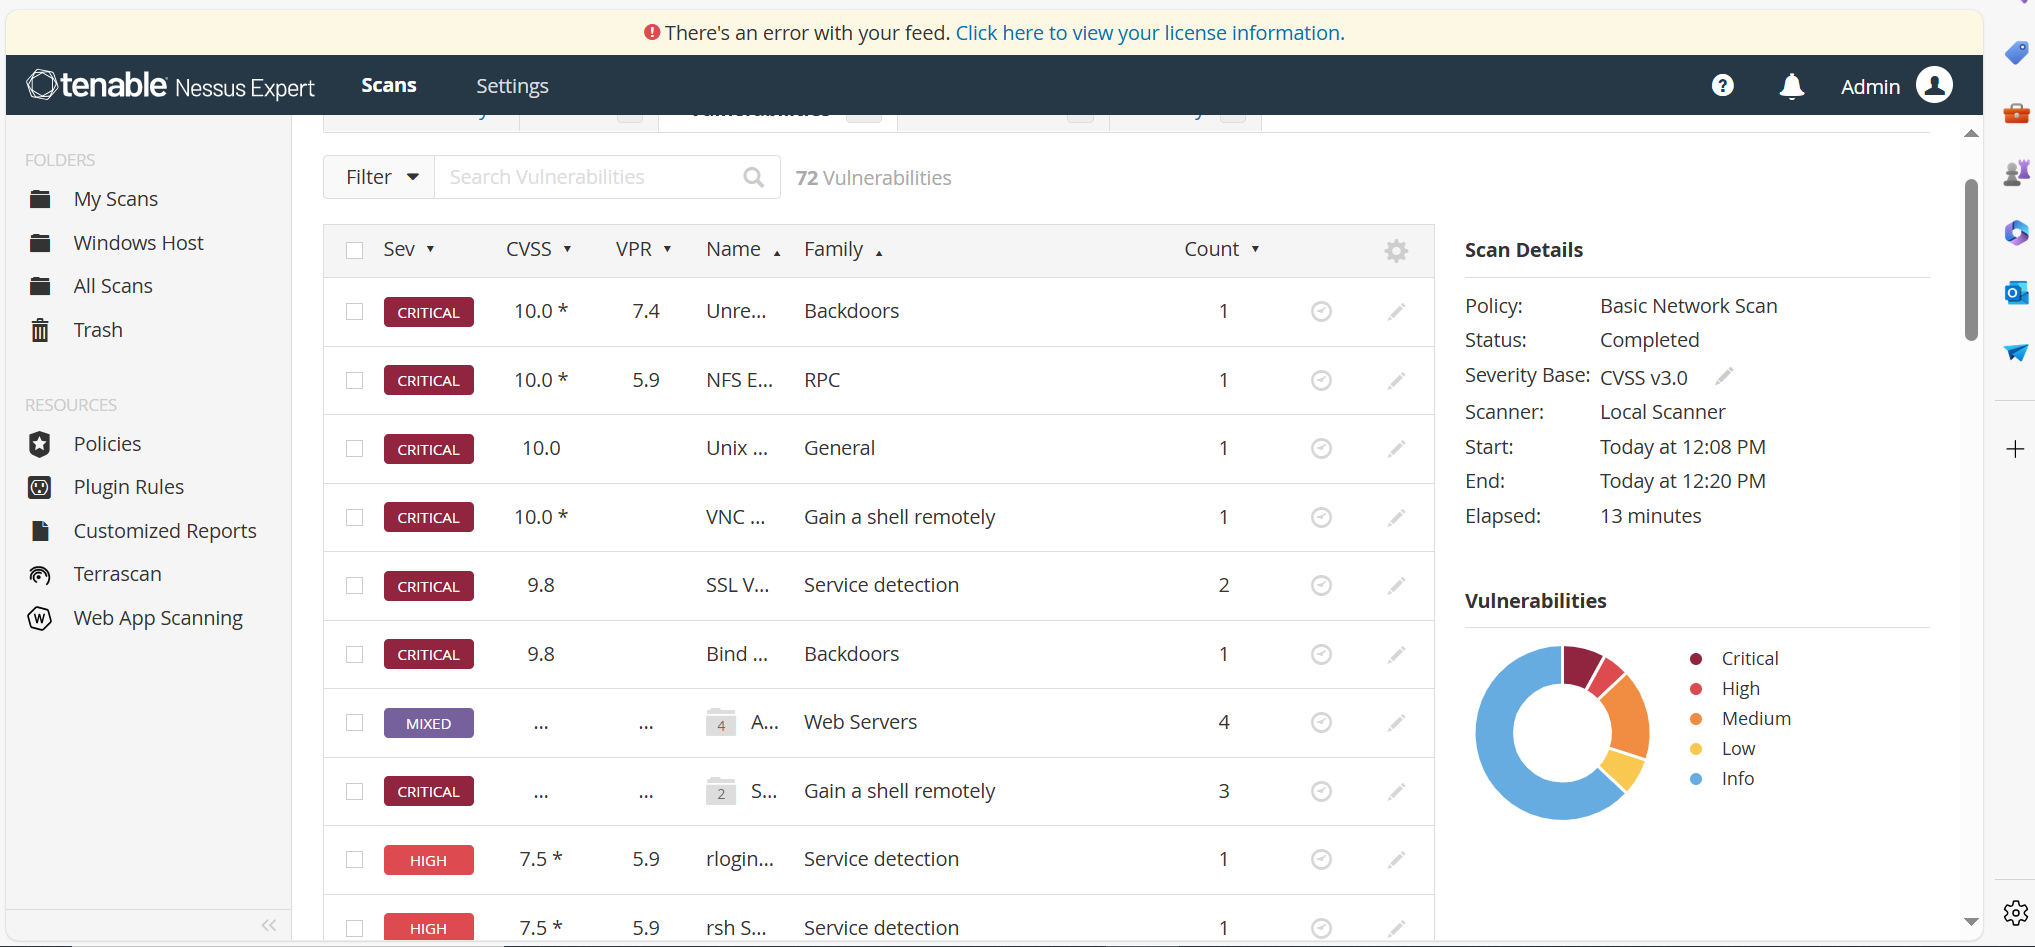 There's an error with your feed. Click here to view your license information.
tenable Nessus Expert Scans Settings ? Admin
Vulnerabilities
FOLDERS
My Scans
Windows Host
All Scans
Trash
RESOURCES
Policies
Plugin Rules
Customized Reports
Terrascan
Web App Scanning
Filter Search Vulnerabilities 72 Vulnerabilities
Sev CVSS VPR Name Family Count
CRITICAL 10.0 * 7.4 Unre... Backdoors 1
CRITICAL 10.0 * 5.9 NFS E... RPC 1
CRITICAL 10.0 Unix ... General 1
CRITICAL 10.0 * VNC ... Gain a shell remotely 1
CRITICAL 9.8 SSL V... Service detection 2
CRITICAL 9.8 Bind ... Backdoors 1
MIXED ... ... 4 A... Web Servers 4
CRITICAL ... ... 2 S... Gain a shell remotely 3
HIGH 7.5 * 5.9 rlogin... Service detection 1
HIGH 7.5 * 5.9 rsh S... Service detection 1
Scan Details
Policy: Basic Network Scan
Status: Completed
Severity Base: CVSS v3.0
Scanner: Local Scanner
Start: Today at 12:08 PM
End: Today at 12:20 PM
Elapsed: 13 minutes
Vulnerabilities
Critical
High
Medium
Low
Info